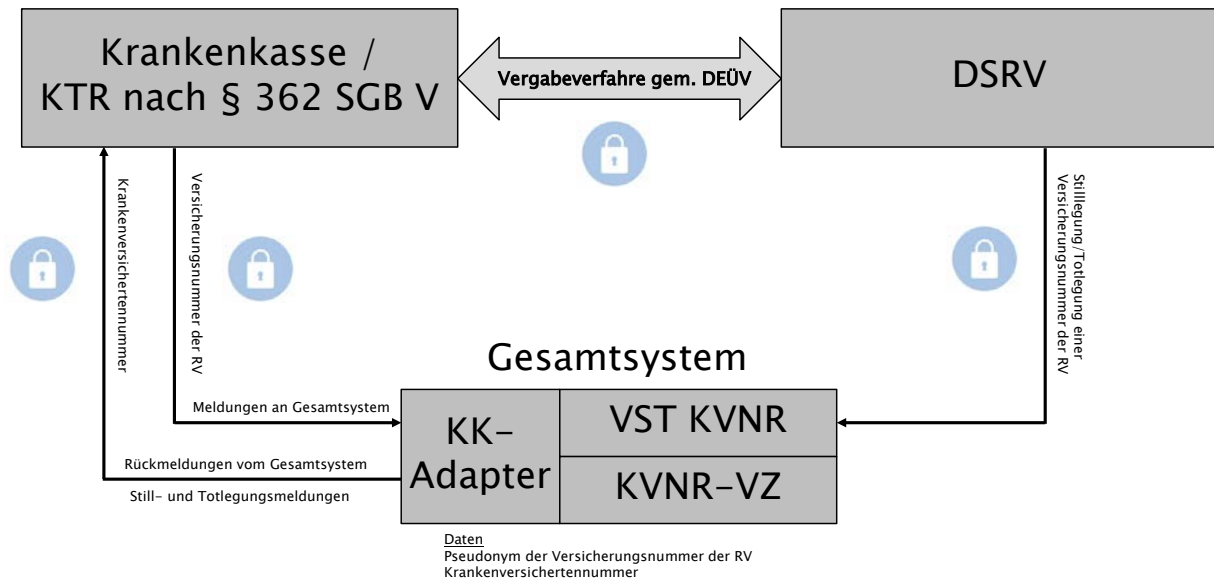 Krankenkasse /
KTR nach § 362 SGB V
Vergabeverfahre gem. DEÜV
DSRV
Krankenversichertennummer
Versicherungsnummer der RV
Stilllegung/Totlegung einer
Versicherungsnummer der RV
Gesamtsystem
Meldungen an Gesamtsystem
Rückmeldungen vom Gesamtsystem
Still- und Totlegungsmeldungen
KK-
Adapter
VST KVNR
KVNR-VZ
Daten
Pseudonym der Versicherungsnummer der RV
Krankenversichertennummer